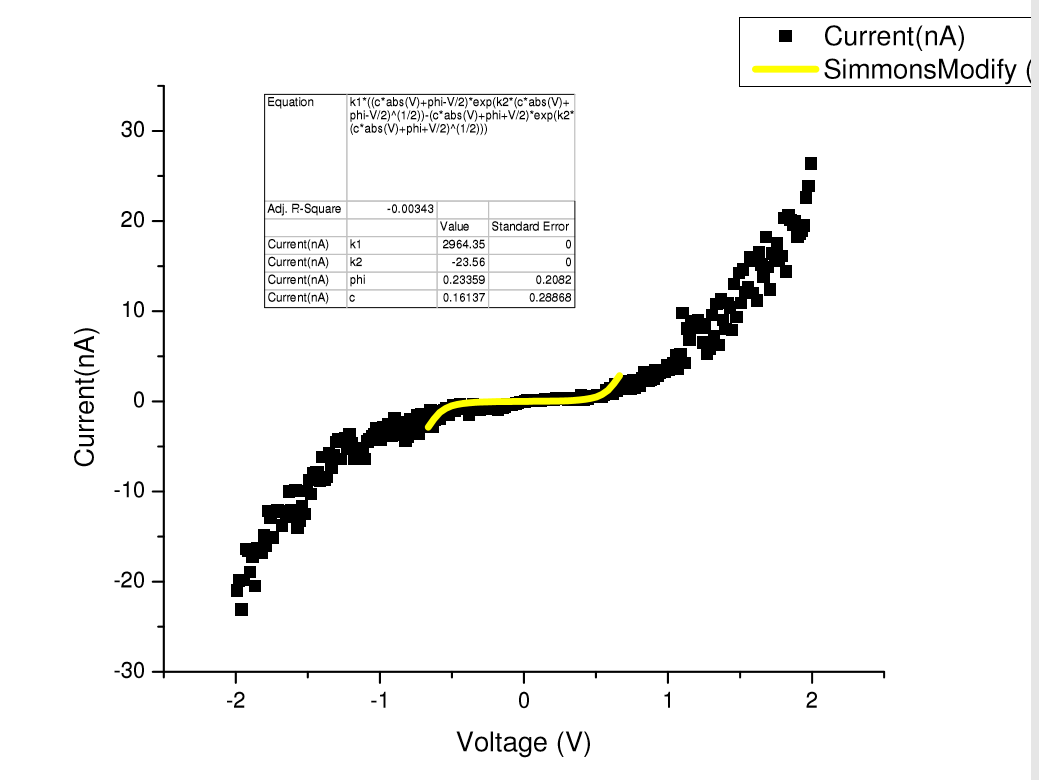 Current(nA)
SimmonsModify (
Equation
k1*((c*abs(V)+phi-V/2)*exp(k2*(c*abs(V)+
phi-V/2)^(1/2))-(c*abs(V)+phi+V/2)*exp(k2*
(c*abs(V)+phi+V/2)^(1/2)))
Adj. R-Square -0.00343
Value Standard Error
Current(nA) k1 2964.35 0
Current(nA) k2 -23.56 0
Current(nA) phi 0.23359 0.2082
Current(nA) c 0.16137 0.28868
30
20
10
0
-10
-20
-30
Current(nA)
-2 -1 0 1 2
Voltage (V)